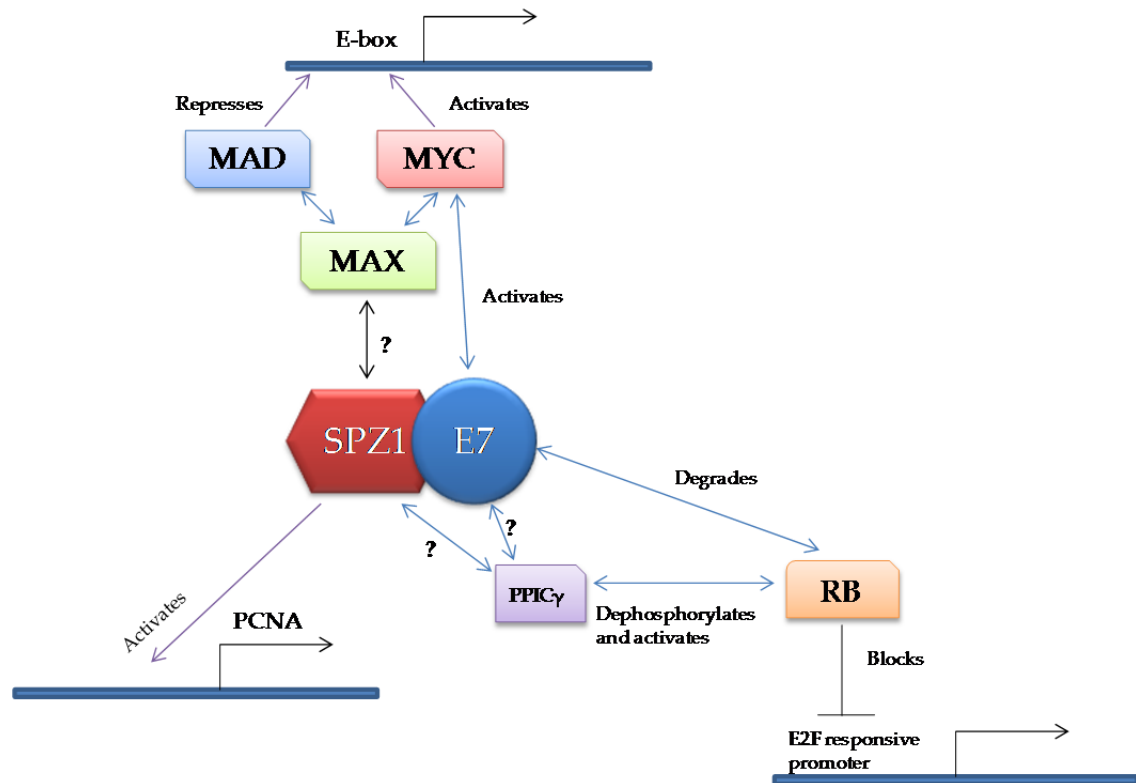 E-box
Represses
Activates
MAD
MYC
MAX
Activates
?
SPZ1
E7
Degrades
?
?
PPICγ
RB
Dephosphorylates
and activates
Activates
PCNA
Blocks
E2F responsive
promoter